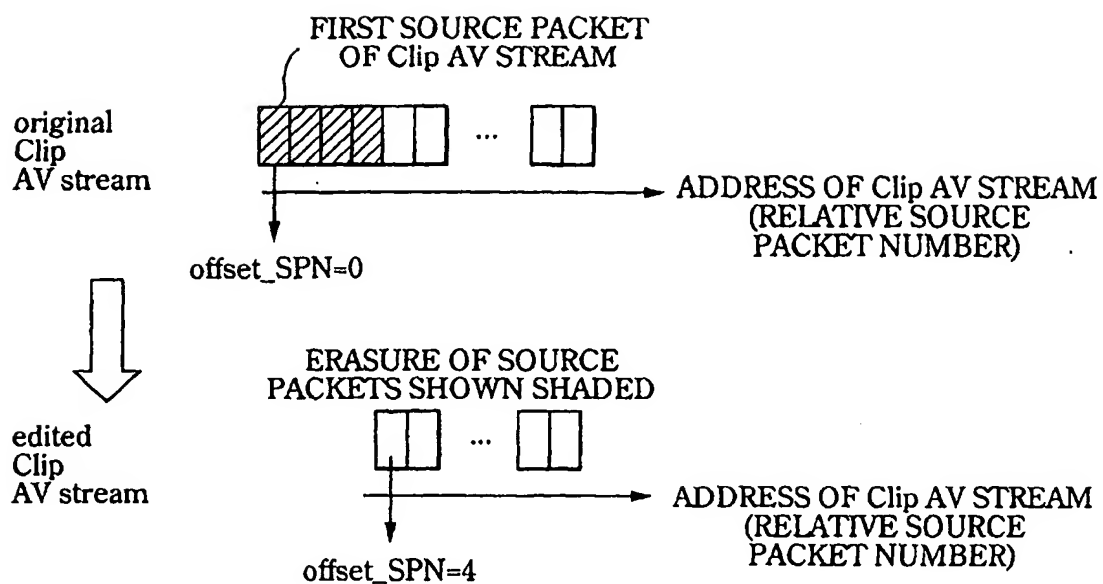 FIRST SOURCE PACKET
OF Clip AV STREAM
original
Clip
AV stream
...
ADDRESS OF Clip AV STREAM
(RELATIVE SOURCE
PACKET NUMBER)
offset_SPN=0
ERASURE OF SOURCE
PACKETS SHOWN SHADED
edited
Clip
AV stream
...
ADDRESS OF Clip AV STREAM
(RELATIVE SOURCE
PACKET NUMBER)
offset_SPN=4